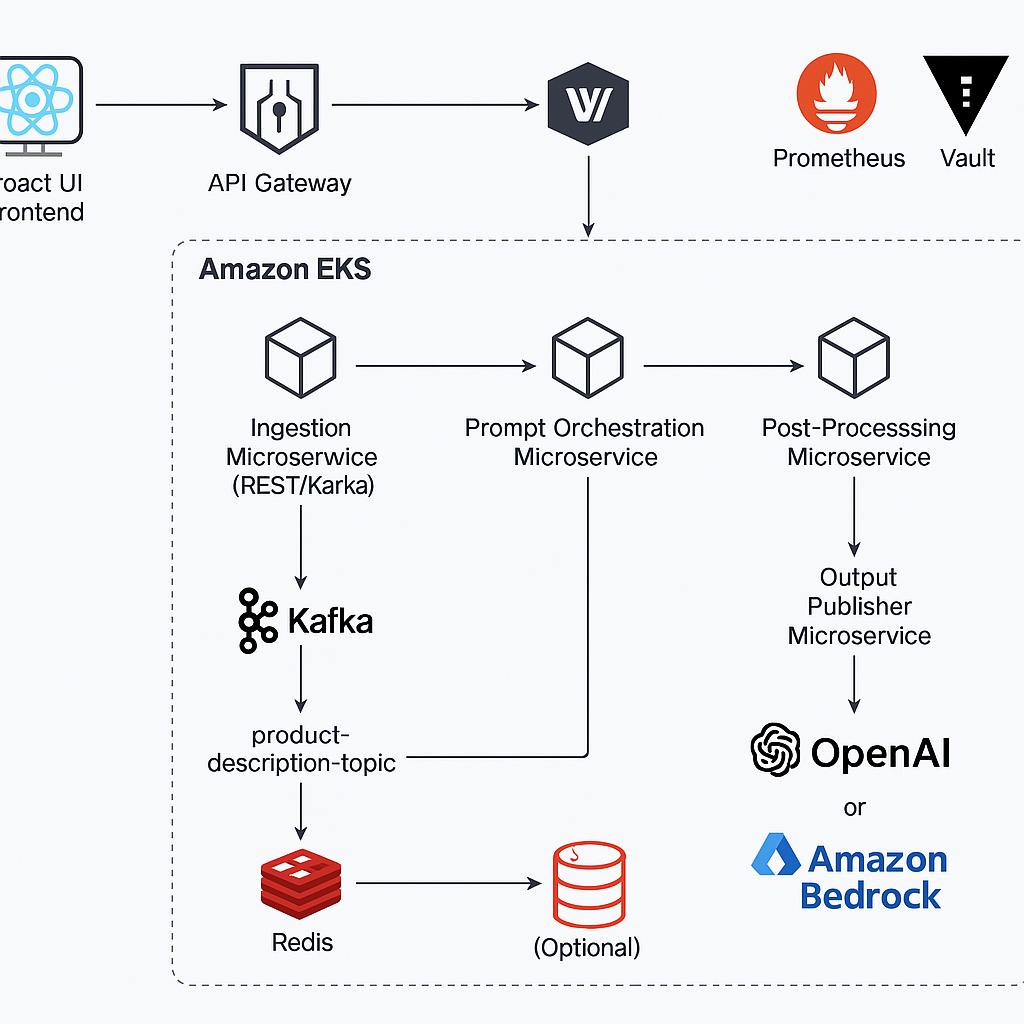 roact UI
rontend
API Gateway
Prometheus
Vault
Amazon EKS
Ingestion
Microserwice
(REST/Karka)
Prompt Orchestration
Microservice
Post-Processsing
Microservice
Kafka
Output
Publisher
Microservice
product-
description-topic
OpenAI
or
Amazon
Bedrock
Redis
(Optional)